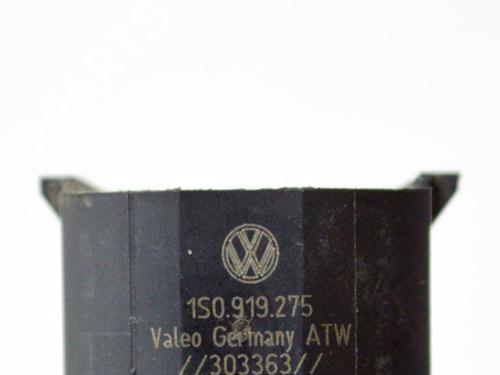 1S0.919.275
Valeo Germany ATW
//303363//